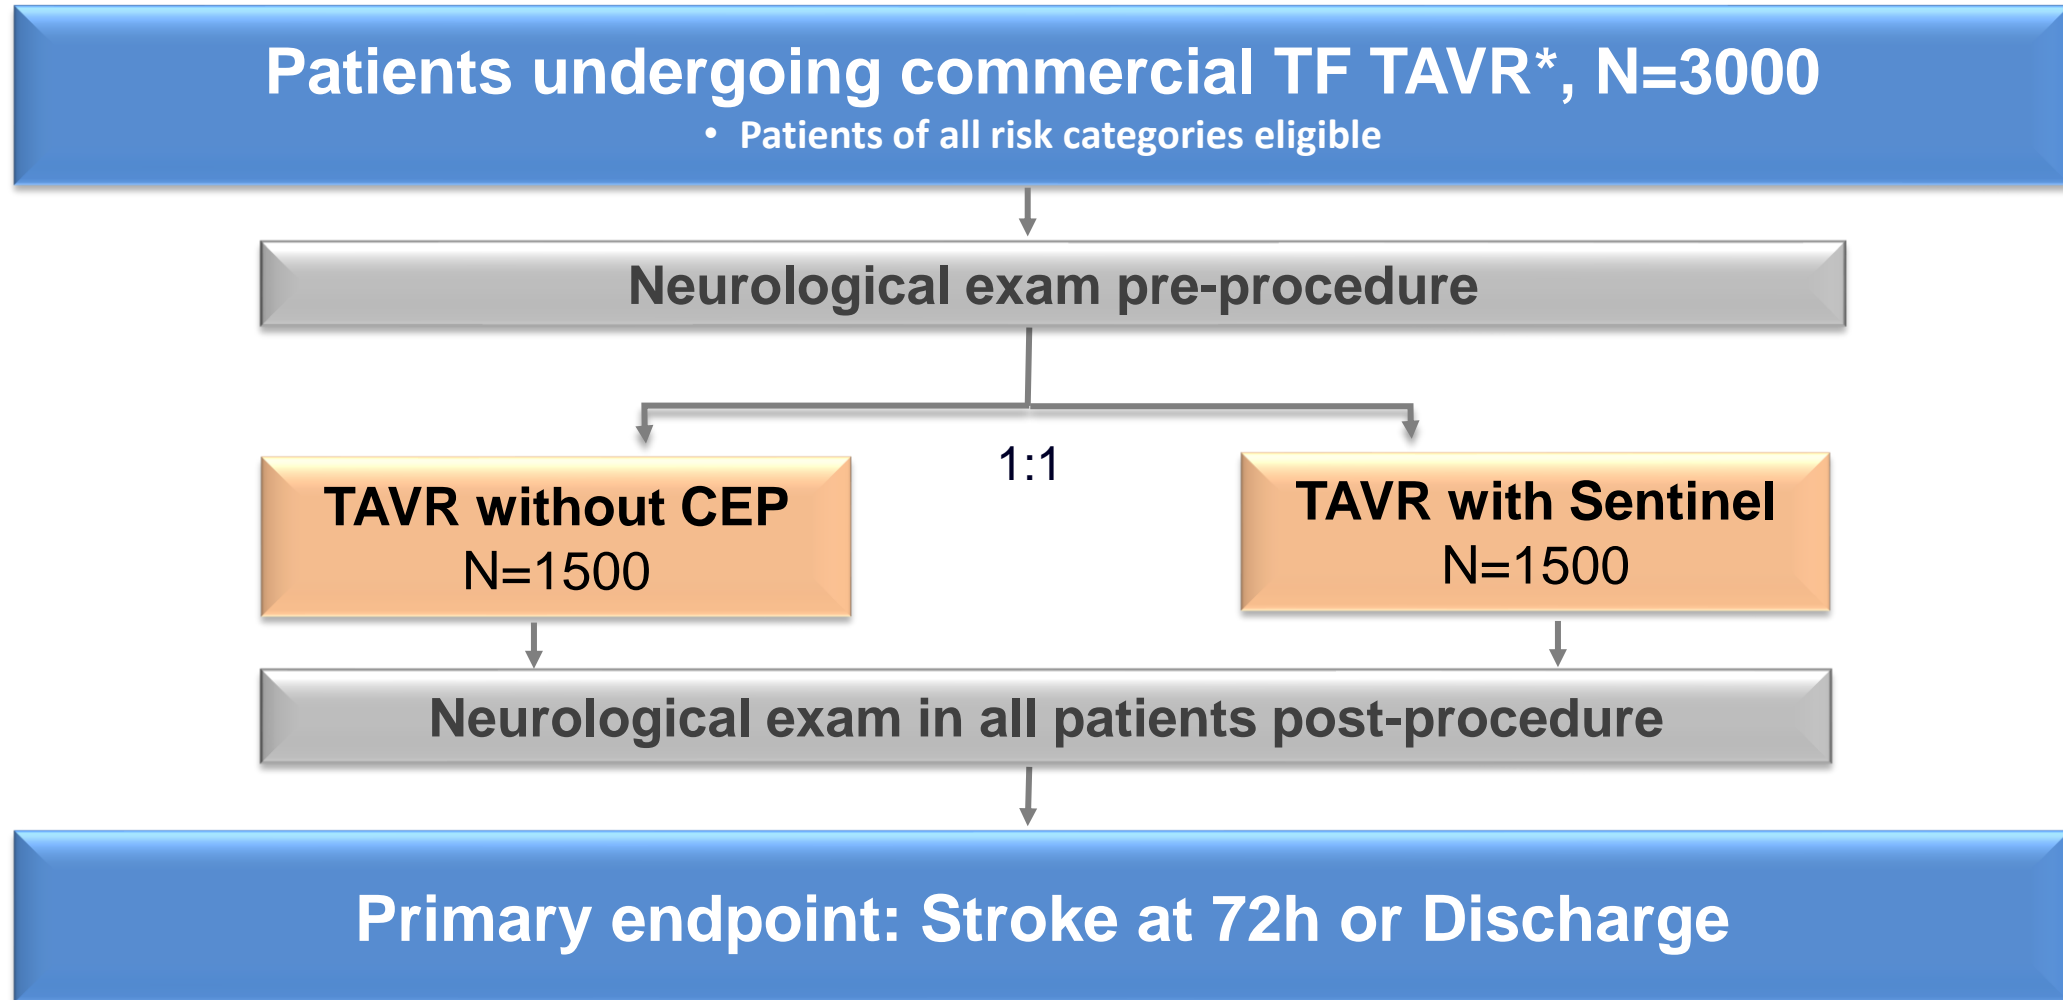 Patients undergoing commercial TF TAVR*, N=3000
• Patients of all risk categories eligible
Neurological exam pre-procedure
1:1
TAVR without CEP
N=1500
TAVR with Sentinel
N=1500
Neurological exam in all patients post-procedure
Primary endpoint: Stroke at 72h or Discharge